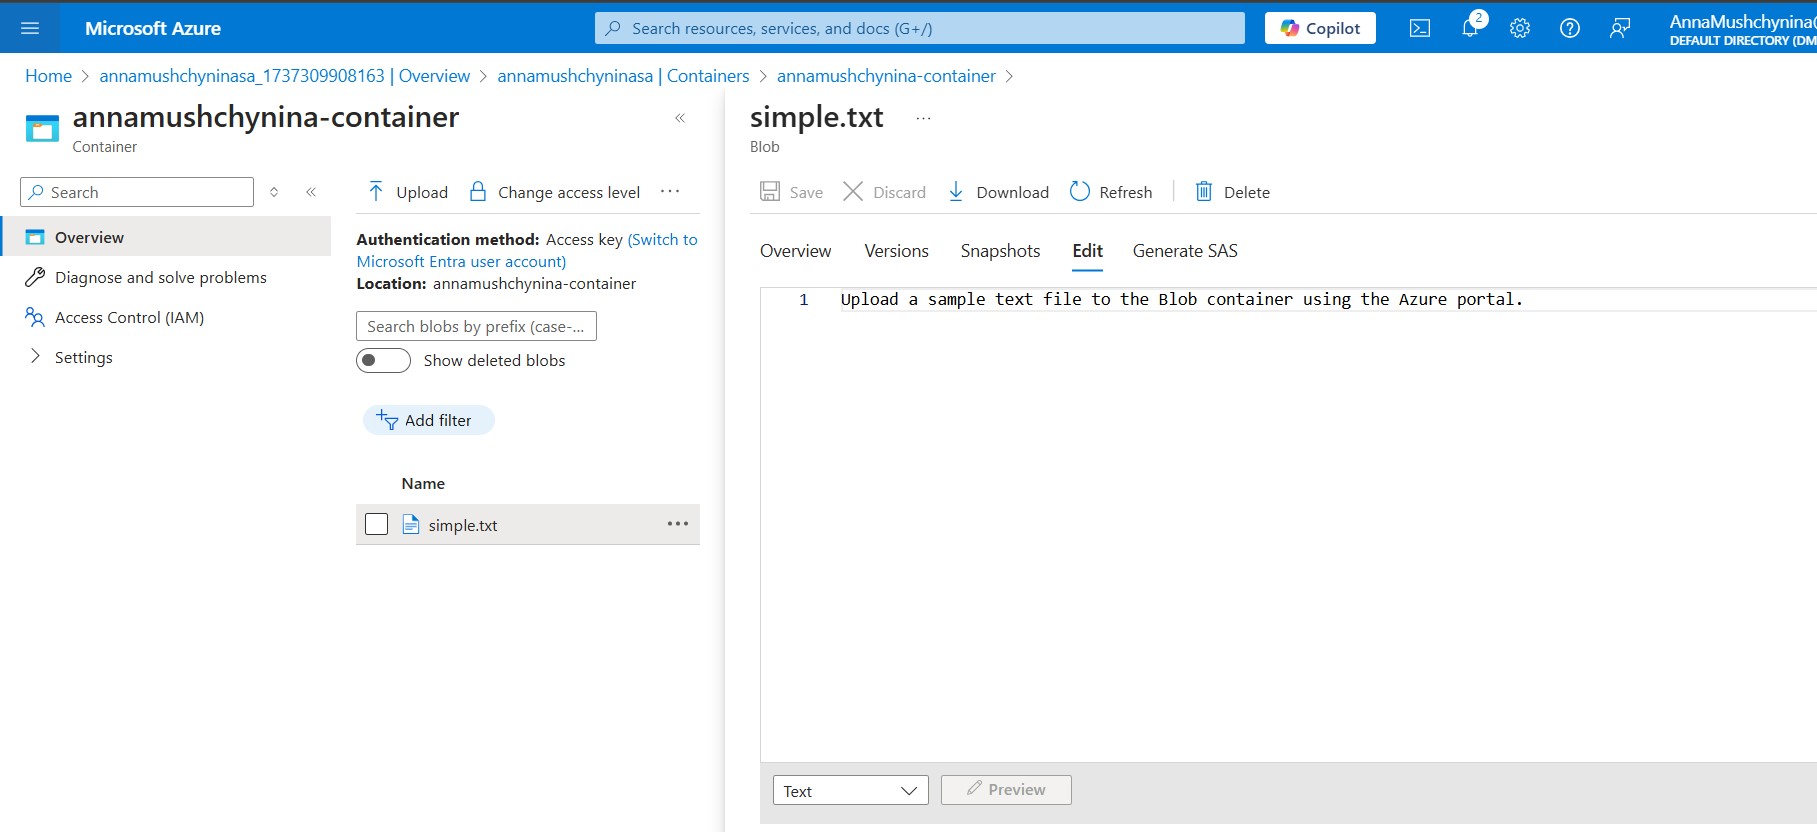 Microsoft Azure
Search resources, services, and docs (G+/)
Copilot
2
AnnaMushchynina@
DEFAULT DIRECTORY (DM
Home > annamushchyninasa_1737309908163 | Overview > annamushchyninasa | Containers > annamushchynina-container >
annamushchynina-container
Container
Search
Overview
Diagnose and solve problems
Access Control (IAM)
Settings
Upload
Change access level
Authentication method: Access key (Switch to
Microsoft Entra user account)
Location: annamushchynina-container
Search blobs by prefix (case-...
Show deleted blobs
Add filter
Name
simple.txt
simple.txt
Blob
Save
Discard
Download
Refresh
Delete
Overview
Versions
Snapshots
Edit
Generate SAS
1
Upload a sample text file to the Blob container using the Azure portal.
Text
Preview